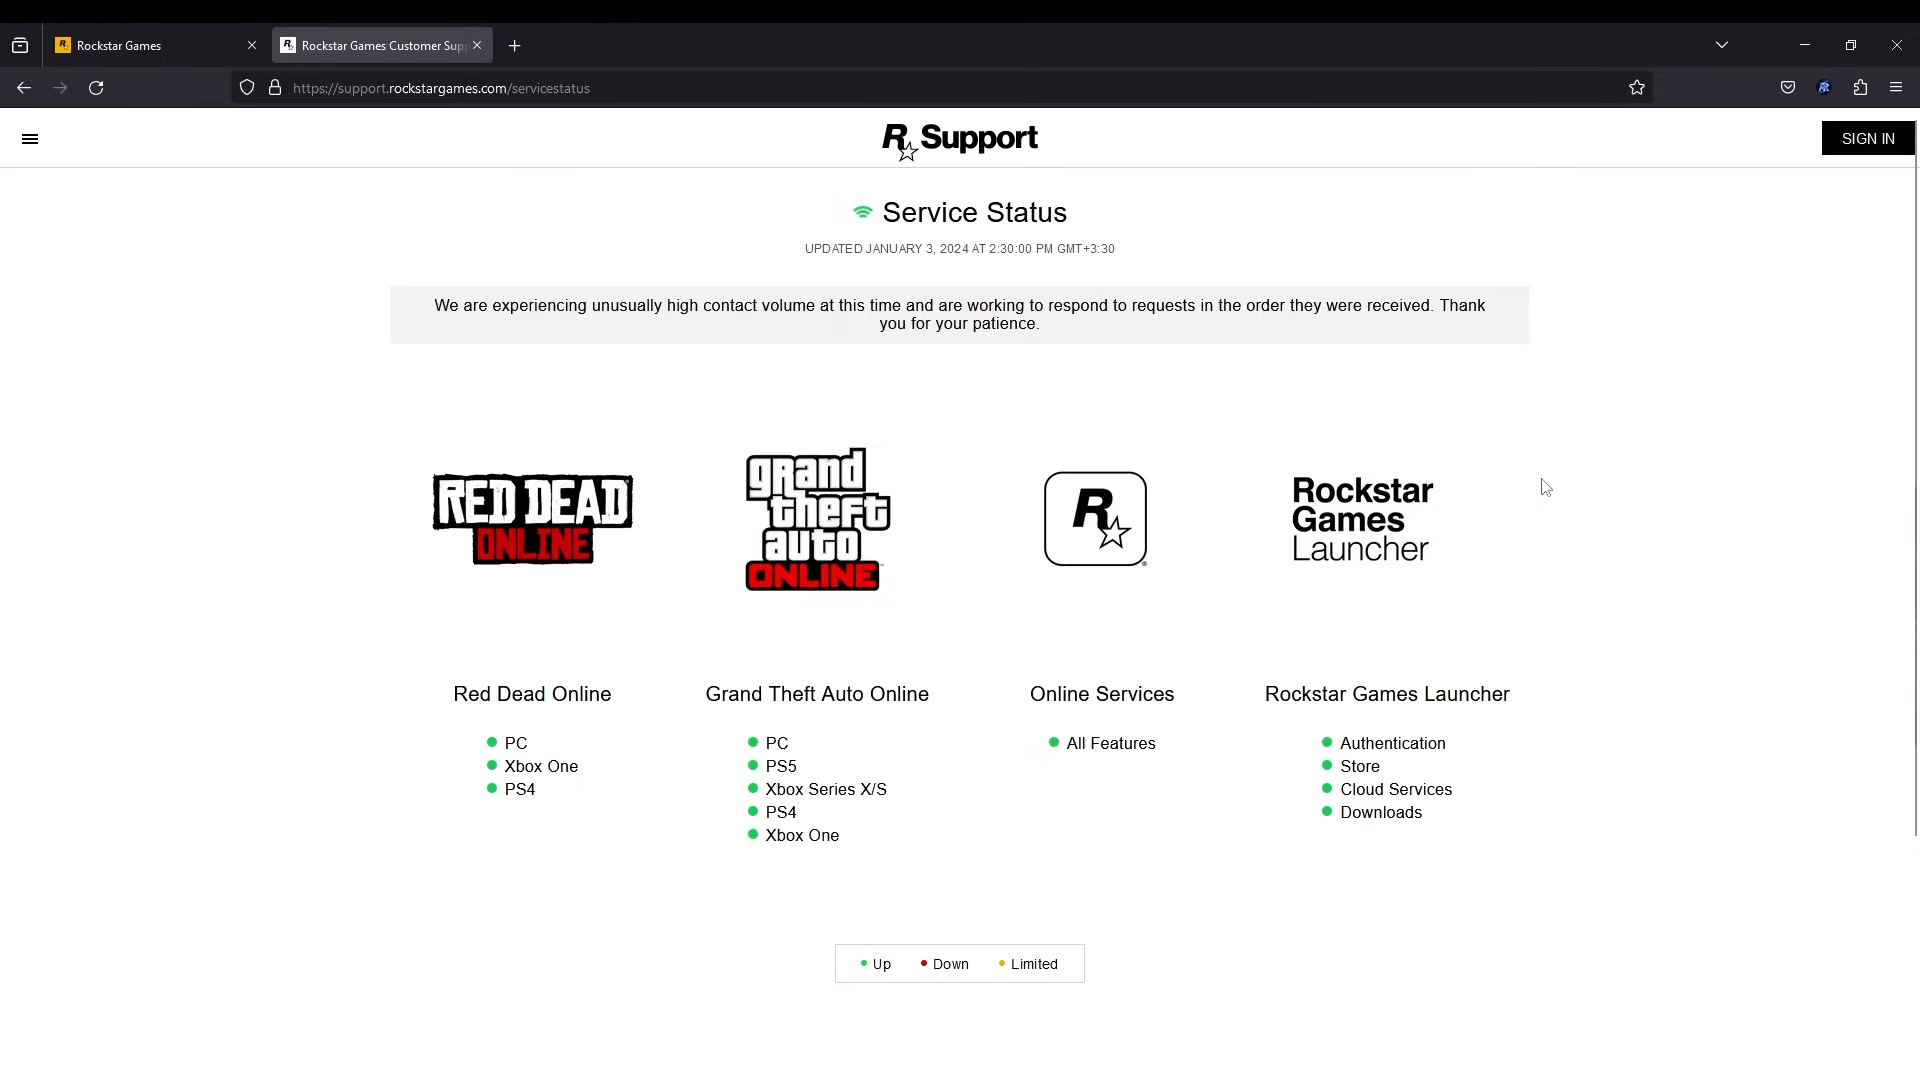 Rockstar Games
Rockstar Games Customer Sup
https://support.rockstargames.com/servicestatus
R Support
SIGN IN
Service Status
UPDATED JANUARY 3, 2024 AT 2:30:00 PM GMT+3:30
We are experiencing unusually high contact volume at this time and are working to respond to requests in the order they were received. Thank
you for your patience.
RED DEAD
ONLINE
grand
theft
auto
ONLINE
R
Rockstar
Games
Launcher
Red Dead Online
PC
Xbox One
PS4
Grand Theft Auto Online
PC
PS5
Xbox Series X/S
PS4
Xbox One
Online Services
All Features
Rockstar Games Launcher
Authentication
Store
Cloud Services
Downloads
Up Down Limited